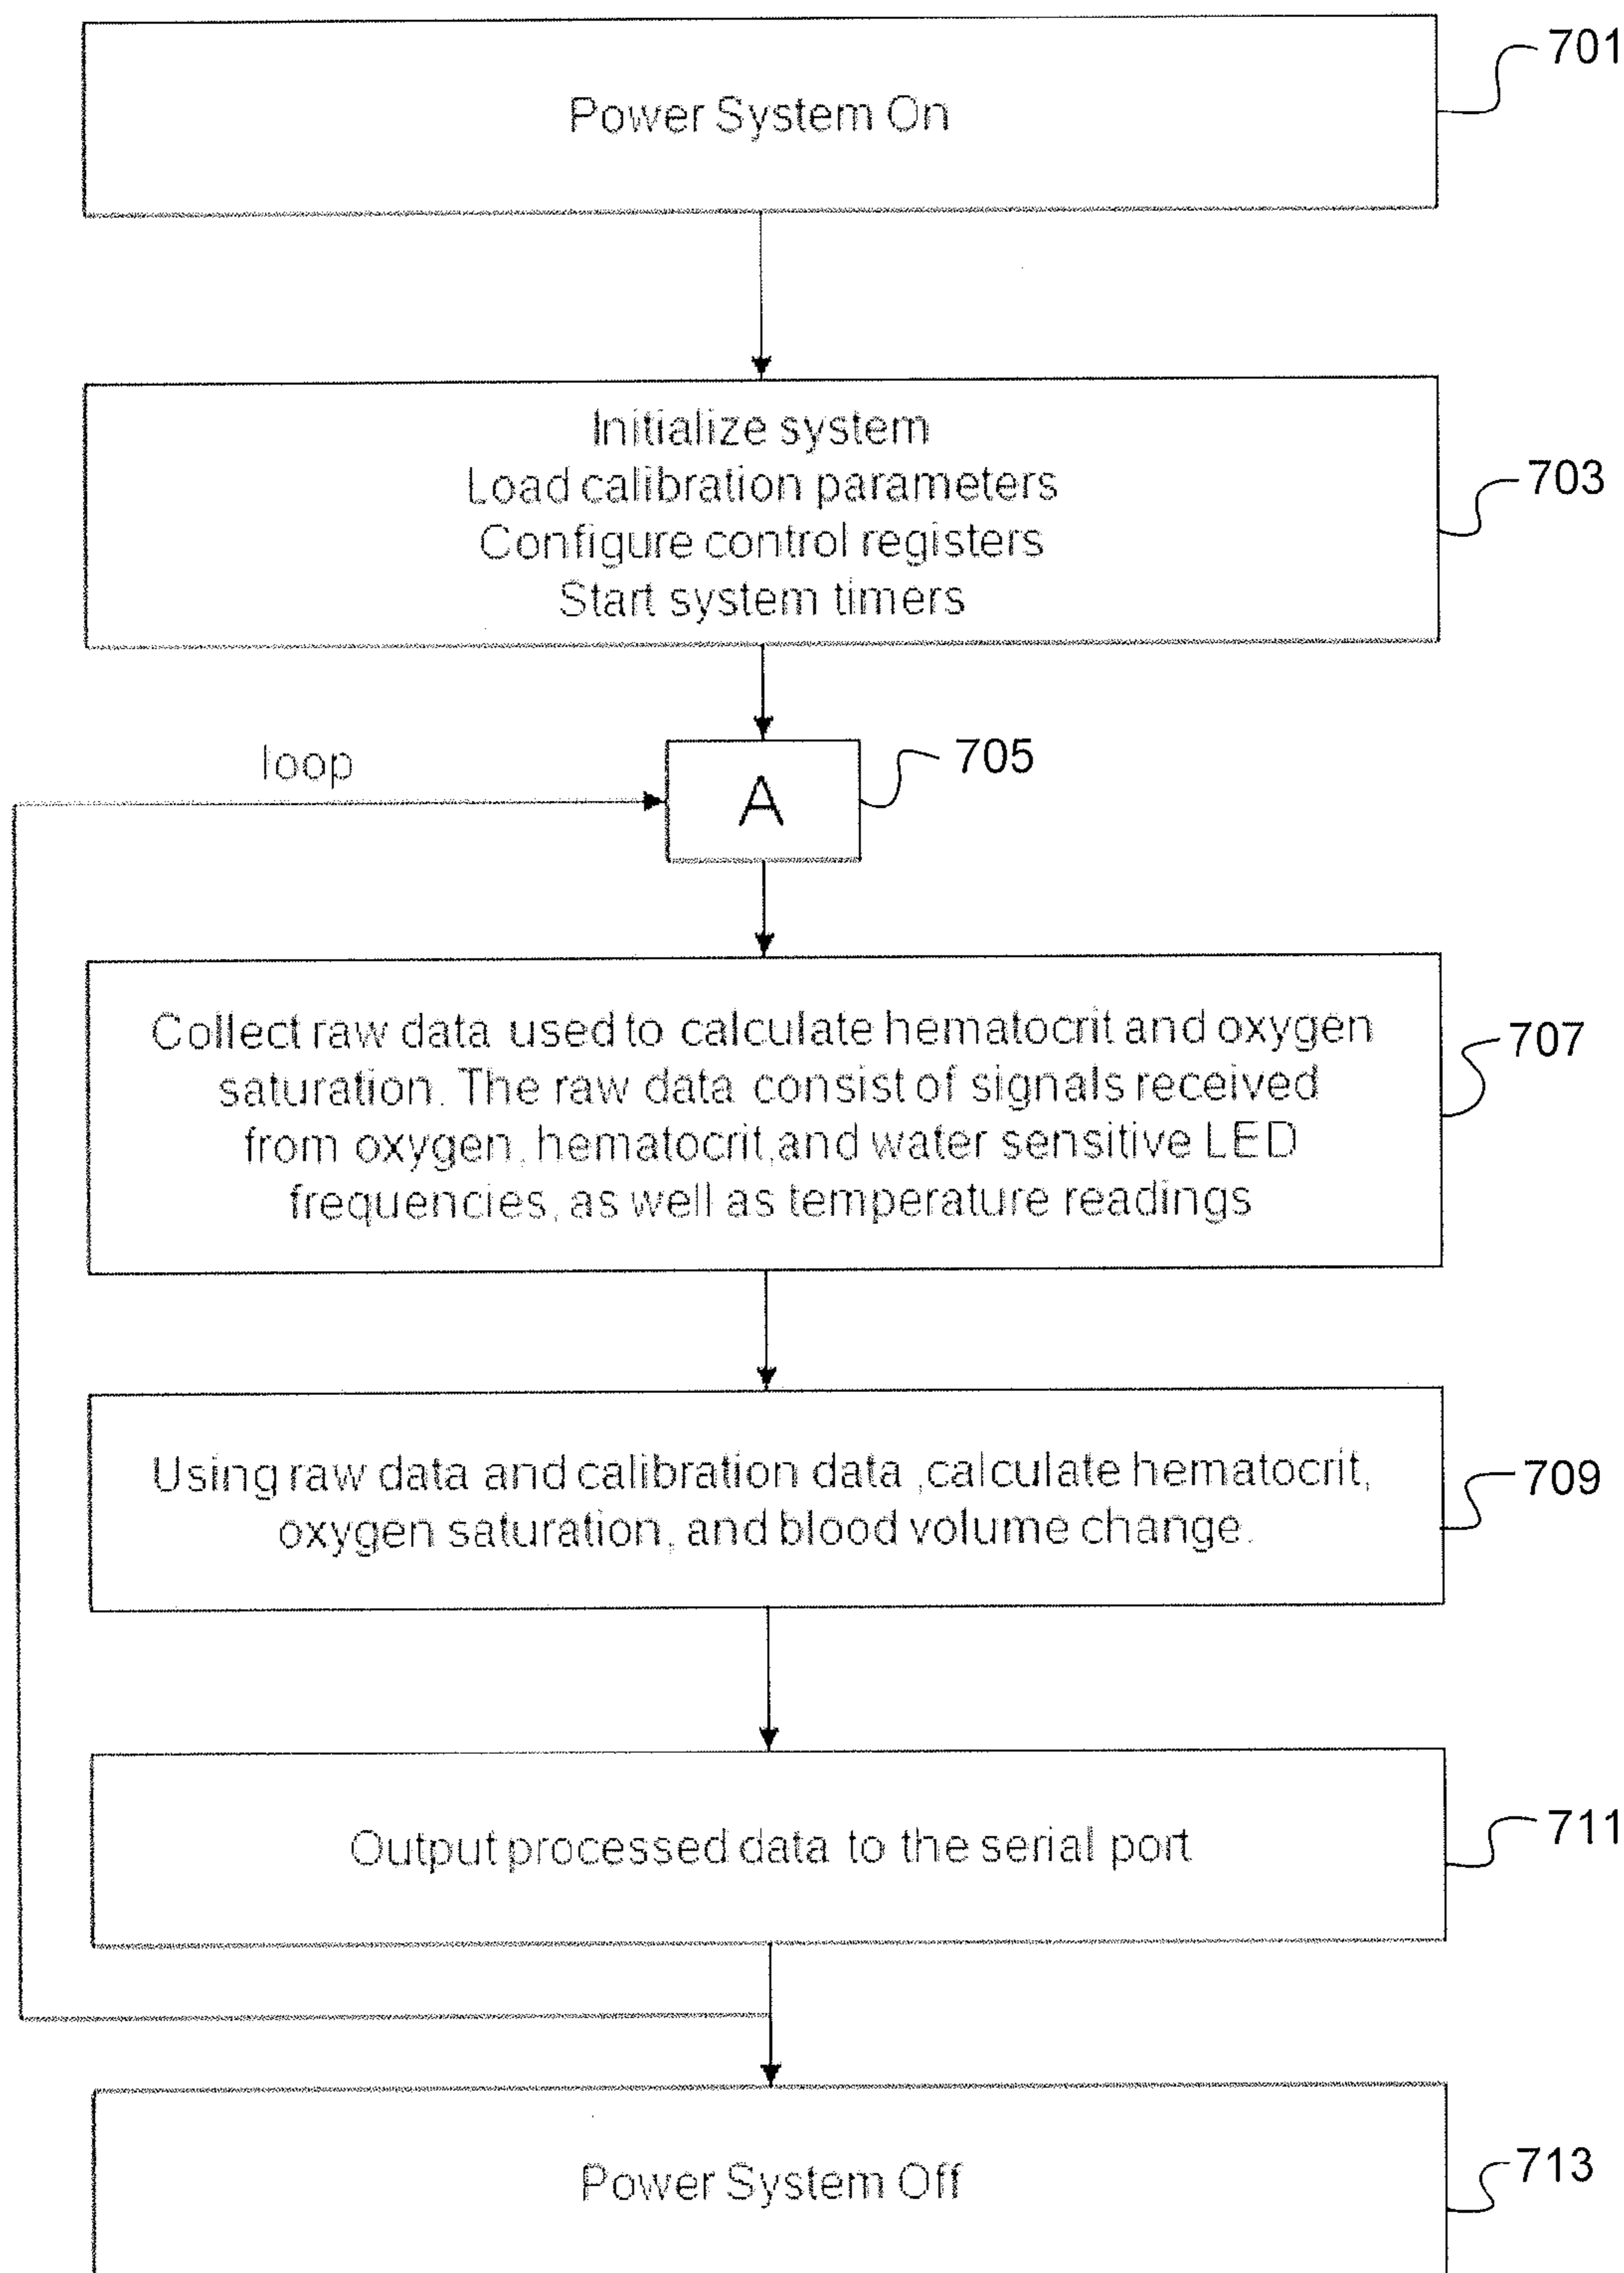 Power System On
701
Initialize system
Load calibration parameters
Configure control registers
Start system timers
703
loop
A
705
Collect raw data used to calculate hematocrit and oxygen
saturation. The raw data consist of signals received
from oxygen, hematocrit,and water sensitive LED
frequencies, as well as temperature readings
707
Using raw data and calibration data ,calculate hematocrit,
oxygen saturation, and blood volume change.
709
Output processed data to the serial port
711
Power System Off
713